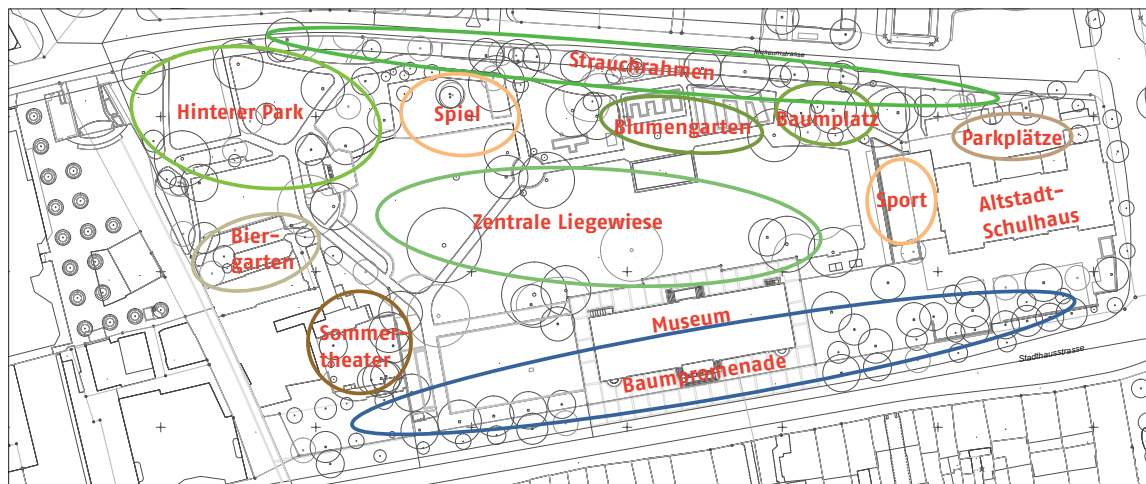 Museumstrasse
Strauchrahmen
Hinterer Park
Spiel
Blumengarten
Baumplatz
Parkplätze
Sport
Altstadt-
Schulhaus
Zentrale Liegewiese
Bier-
garten
Museum
Sommer-
theater
Baumpromenade
Stadthausstrasse